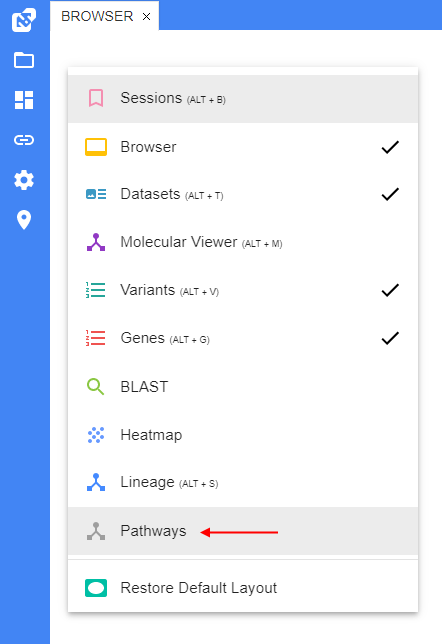 BROWSER ×
Sessions (ALT + B)
Browser
Datasets (ALT + T)
Molecular Viewer (ALT + M)
Variants (ALT + V)
Genes (ALT + G)
BLAST
Heatmap
Lineage (ALT + S)
Pathways
Restore Default Layout